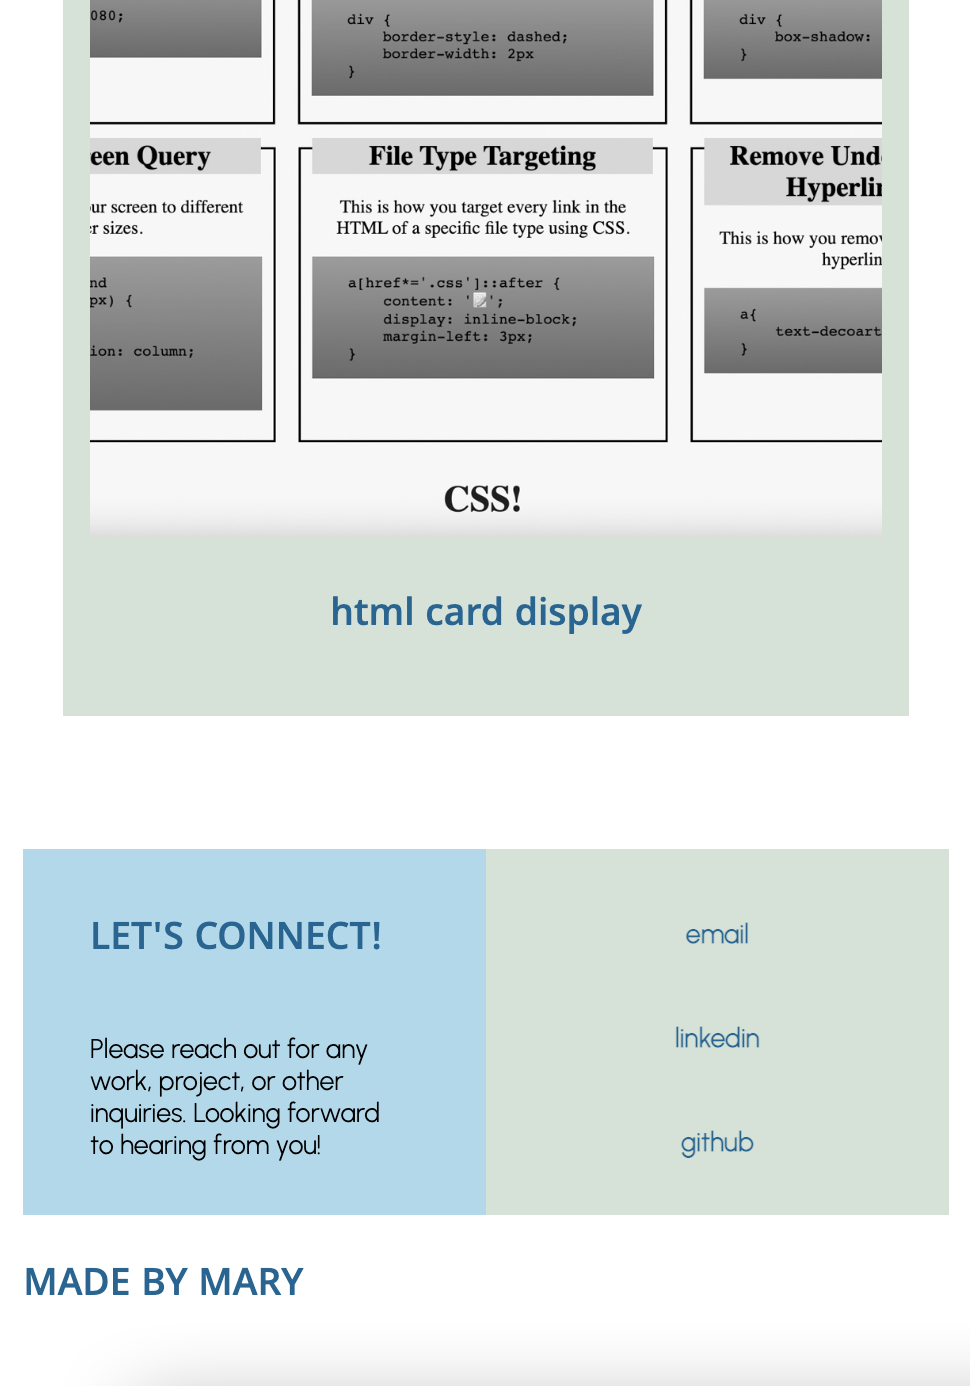 080;
div {
border-style: dashed;
border-width: 2px
}
div {
box-shadow:
}
een Query
ur screen to different
er sizes.
nd
px) {
ion: column;
File Type Targeting
This is how you target every link in the
HTML of a specific file type using CSS.
a[href*='.css']::after {
content: '';
display: inline-block;
margin-left: 3px;
}
Remove Und
Hyperlin
This is how you remov
hyperlin
a{
text-decoart
}
CSS!
html card display
LET'S CONNECT!
Please reach out for any
work, project, or other
inquiries. Looking forward
to hearing from you!
email
linkedin
github
MADE BY MARY